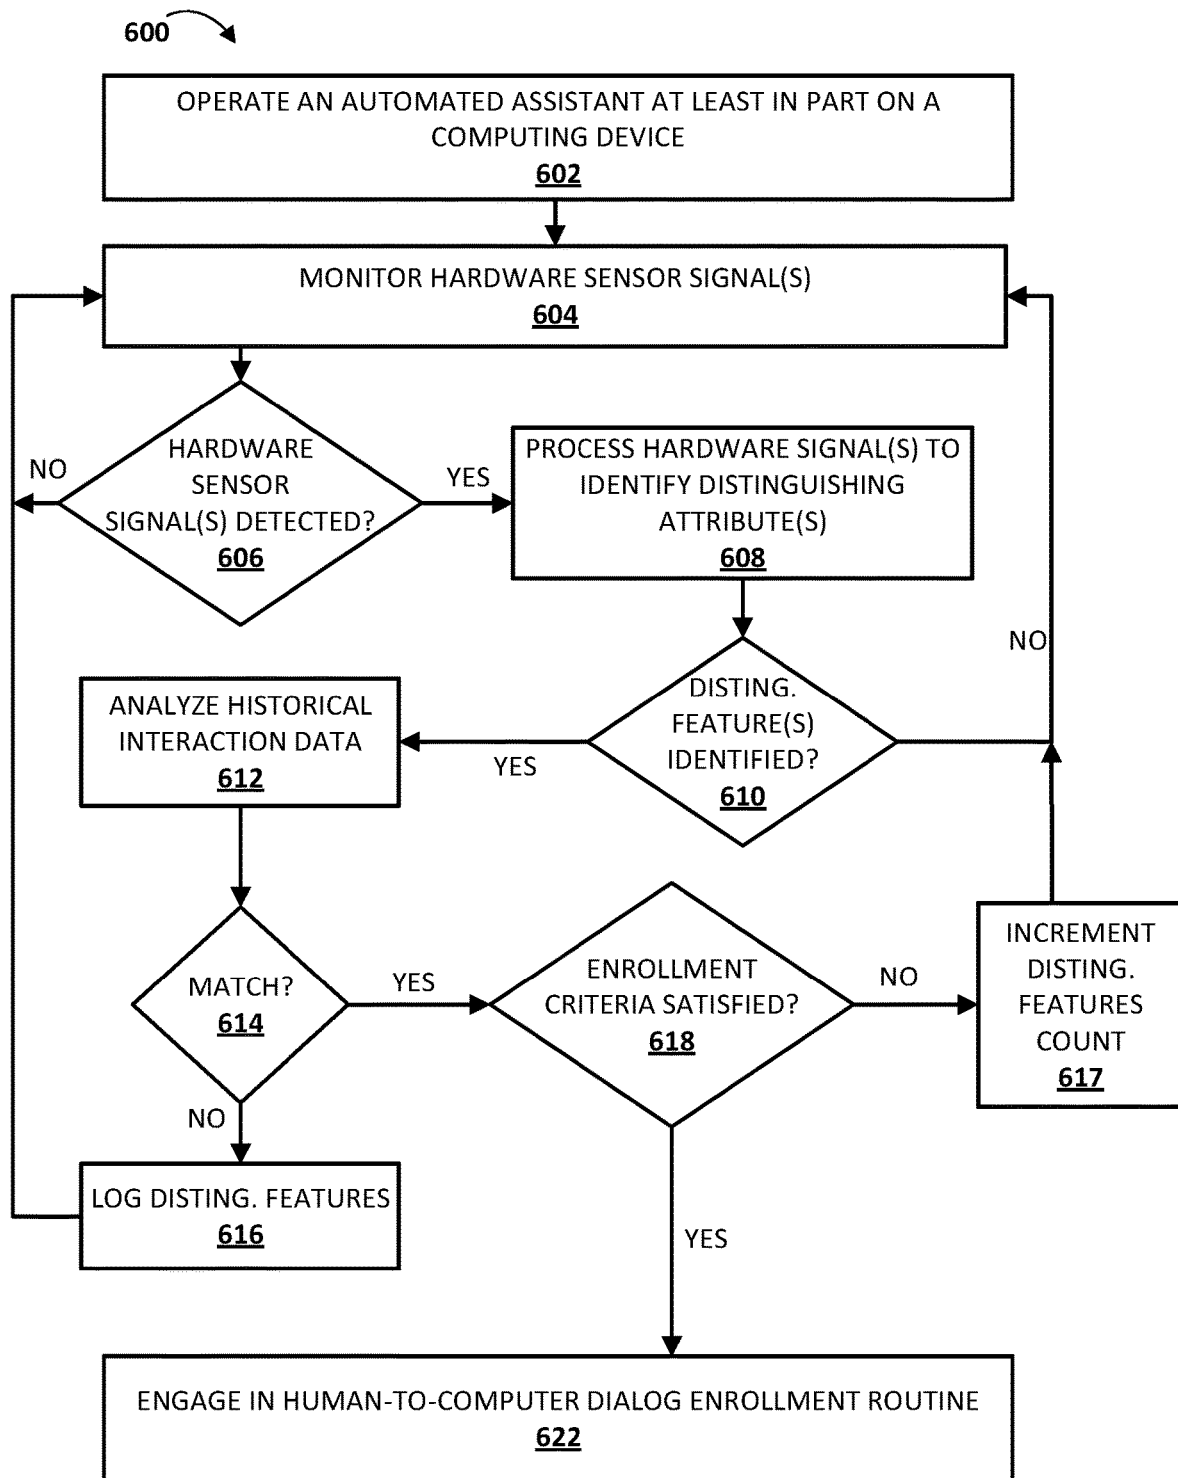 600
OPERATE AN AUTOMATED ASSISTANT AT LEAST IN PART ON A
COMPUTING DEVICE
602
MONITOR HARDWARE SENSOR SIGNAL(S)
604
HARDWARE
SENSOR
SIGNAL(S) DETECTED?
606
NO
YES
PROCESS HARDWARE SIGNAL(S) TO
IDENTIFY DISTINGUISHING
ATTRIBUTE(S)
608
DISTING.
FEATURE(S)
IDENTIFIED?
610
NO
YES
ANALYZE HISTORICAL
INTERACTION DATA
612
MATCH?
614
YES
NO
LOG DISTING. FEATURES
616
ENROLLMENT
CRITERIA SATISFIED?
618
NO
INCREMENT
DISTING.
FEATURES
COUNT
617
YES
ENGAGE IN HUMAN-TO-COMPUTER DIALOG ENROLLMENT ROUTINE
622